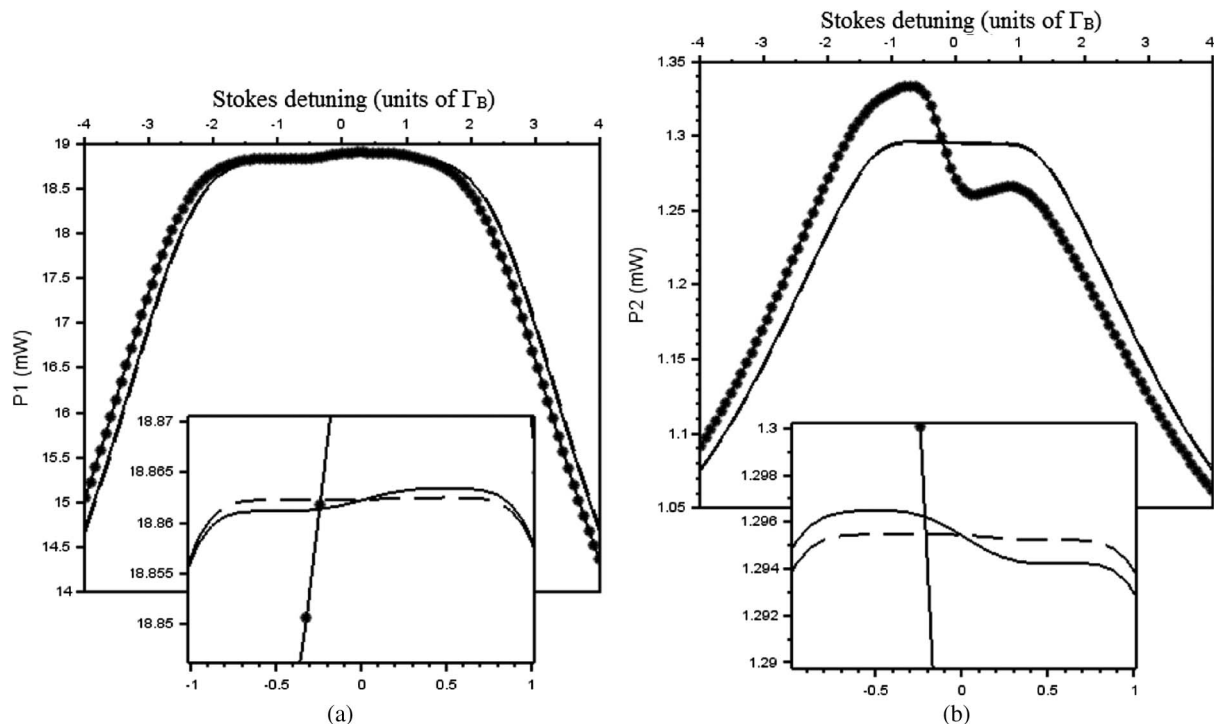 Stokes detuning (units of Γ_B)
-4 -3 -2 -1 0 1 2 3 4
19
18.5
18
17.5
17
16.5
16
15.5
15
14.5
14
P1 (mW)
18.87
18.865
18.86
18.855
18.85
-1 -0.5 0 0.5 1
(a)
Stokes detuning (units of Γ_B)
-4 -3 -2 -1 0 1 2 3 4
1.35
1.3
1.25
1.2
1.15
1.1
1.05
P2 (mW)
1.3
1.298
1.296
1.294
1.292
1.29
-0.5 0 0.5 1
(b)